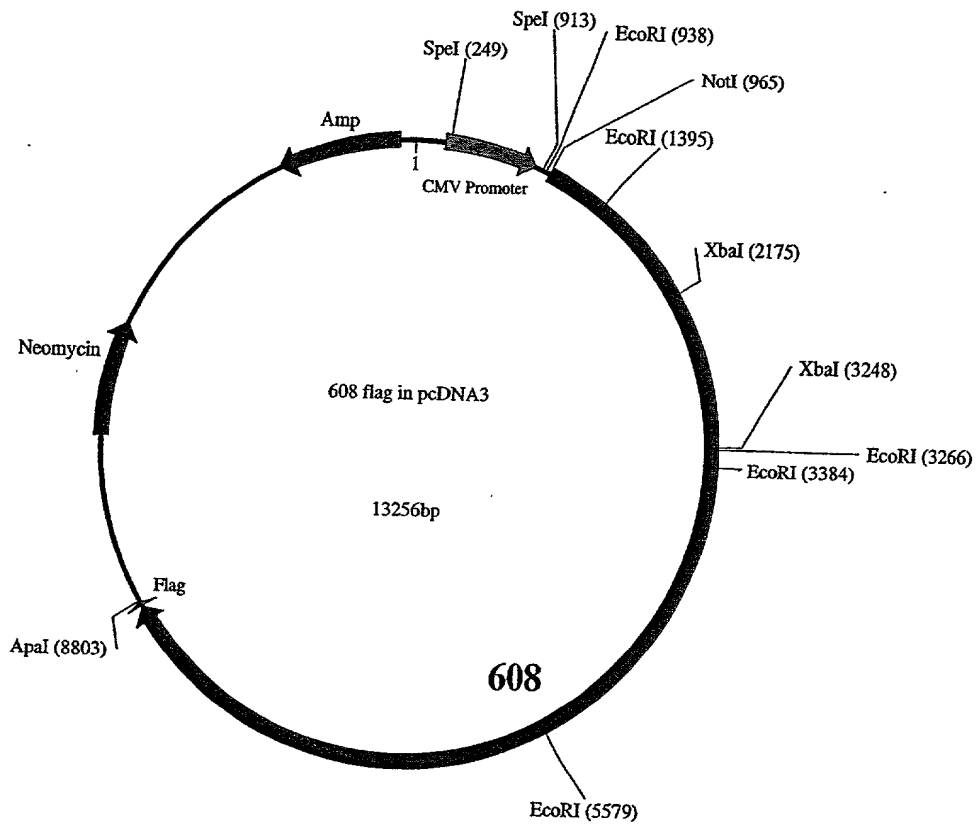 SpeI (913)
EcoRI (938)
SpeI (249)
NotI (965)
Amp
EcoRI (1395)
1
CMV Promoter
XbaI (2175)
Neomycin
XbaI (3248)
608 flag in pcDNA3
EcoRI (3266)
EcoRI (3384)
13256bp
Flag
ApaI (8803)
608
EcoRI (5579)